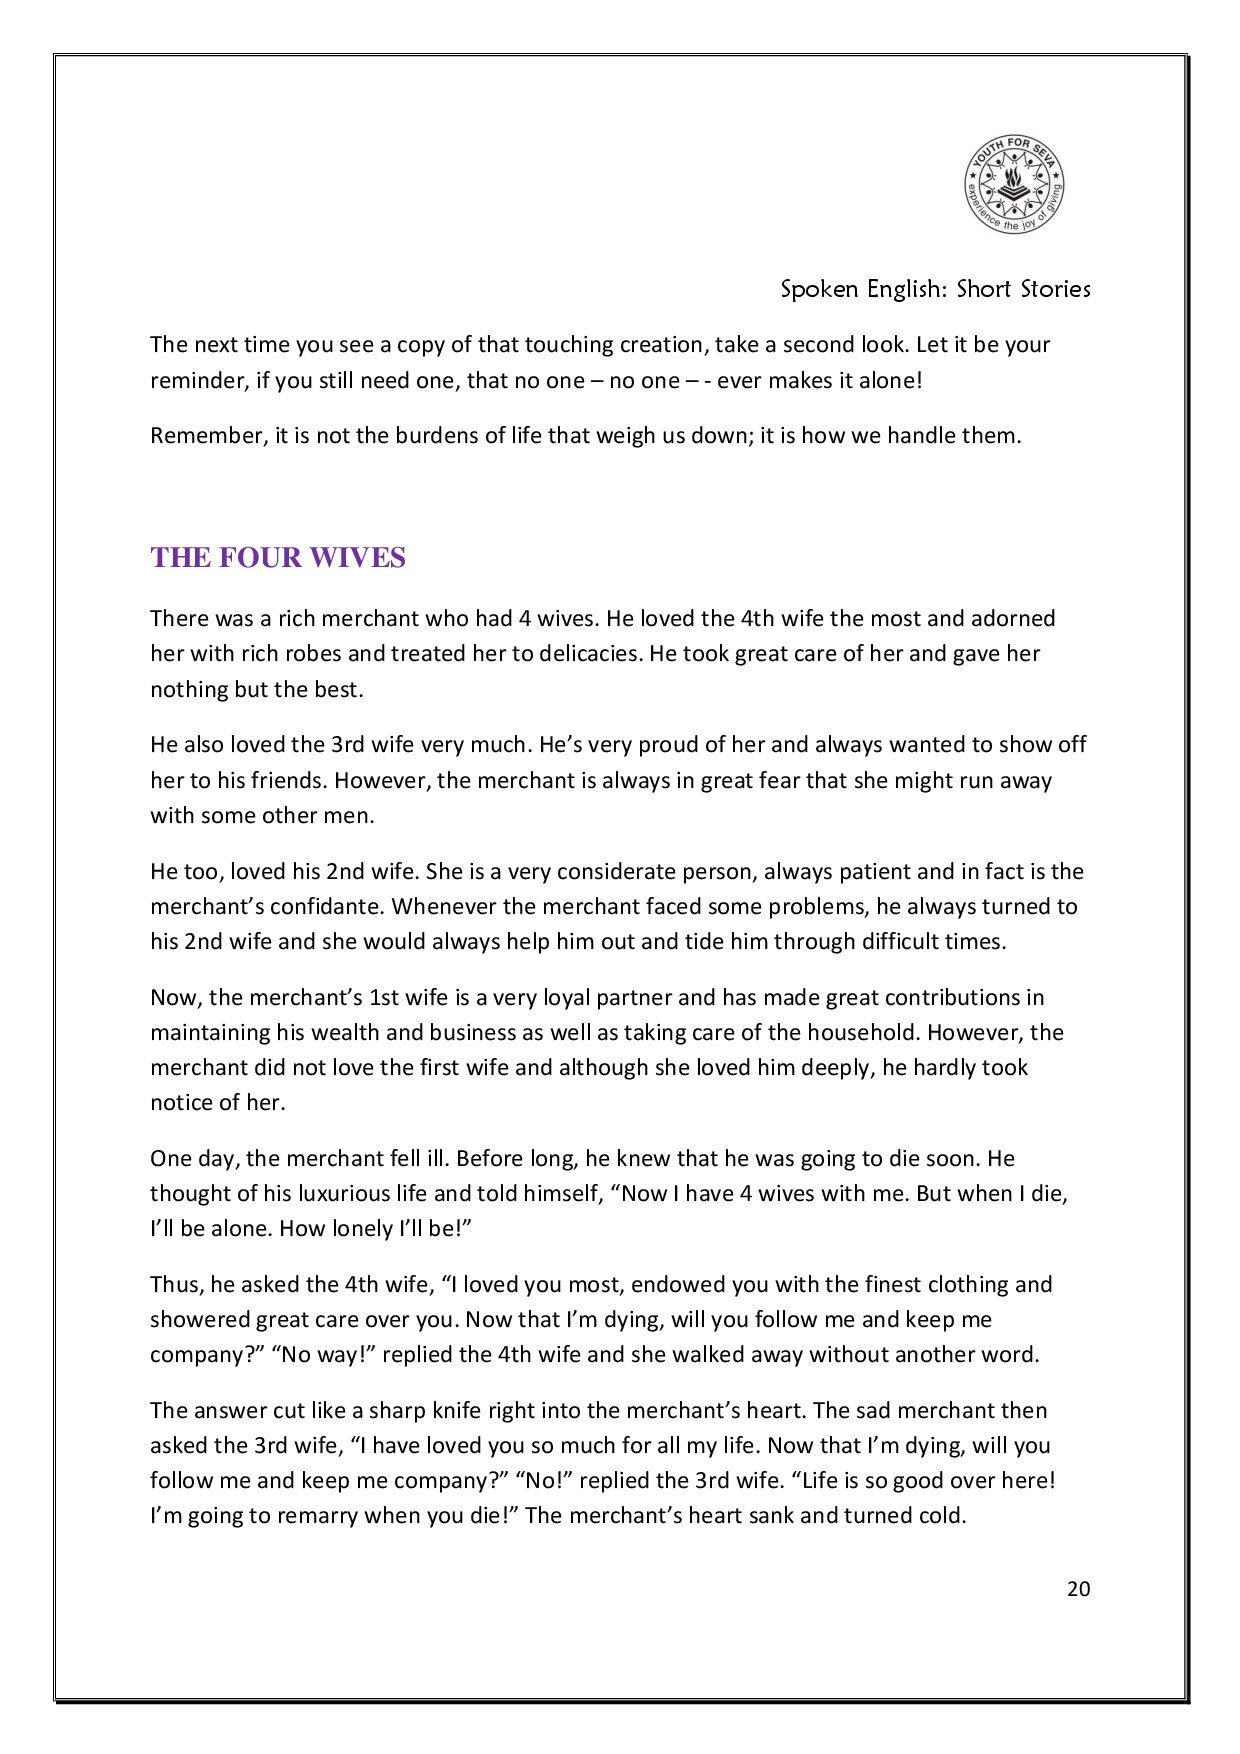 YOUTH FOR SEVA
experience the joy of giving
Spoken English: Short Stories
The next time you see a copy of that touching creation, take a second look. Let it be your
reminder, if you still need one, that no one – no one – - ever makes it alone!
Remember, it is not the burdens of life that weigh us down; it is how we handle them.
THE FOUR WIVES
There was a rich merchant who had 4 wives. He loved the 4th wife the most and adorned
her with rich robes and treated her to delicacies. He took great care of her and gave her
nothing but the best.
He also loved the 3rd wife very much. He’s very proud of her and always wanted to show off
her to his friends. However, the merchant is always in great fear that she might run away
with some other men.
He too, loved his 2nd wife. She is a very considerate person, always patient and in fact is the
merchant’s confidante. Whenever the merchant faced some problems, he always turned to
his 2nd wife and she would always help him out and tide him through difficult times.
Now, the merchant’s 1st wife is a very loyal partner and has made great contributions in
maintaining his wealth and business as well as taking care of the household. However, the
merchant did not love the first wife and although she loved him deeply, he hardly took
notice of her.
One day, the merchant fell ill. Before long, he knew that he was going to die soon. He
thought of his luxurious life and told himself, “Now I have 4 wives with me. But when I die,
I’ll be alone. How lonely I’ll be!”
Thus, he asked the 4th wife, “I loved you most, endowed you with the finest clothing and
showered great care over you. Now that I’m dying, will you follow me and keep me
company?” “No way!” replied the 4th wife and she walked away without another word.
The answer cut like a sharp knife right into the merchant’s heart. The sad merchant then
asked the 3rd wife, “I have loved you so much for all my life. Now that I’m dying, will you
follow me and keep me company?” “No!” replied the 3rd wife. “Life is so good over here!
I’m going to remarry when you die!” The merchant’s heart sank and turned cold.
20